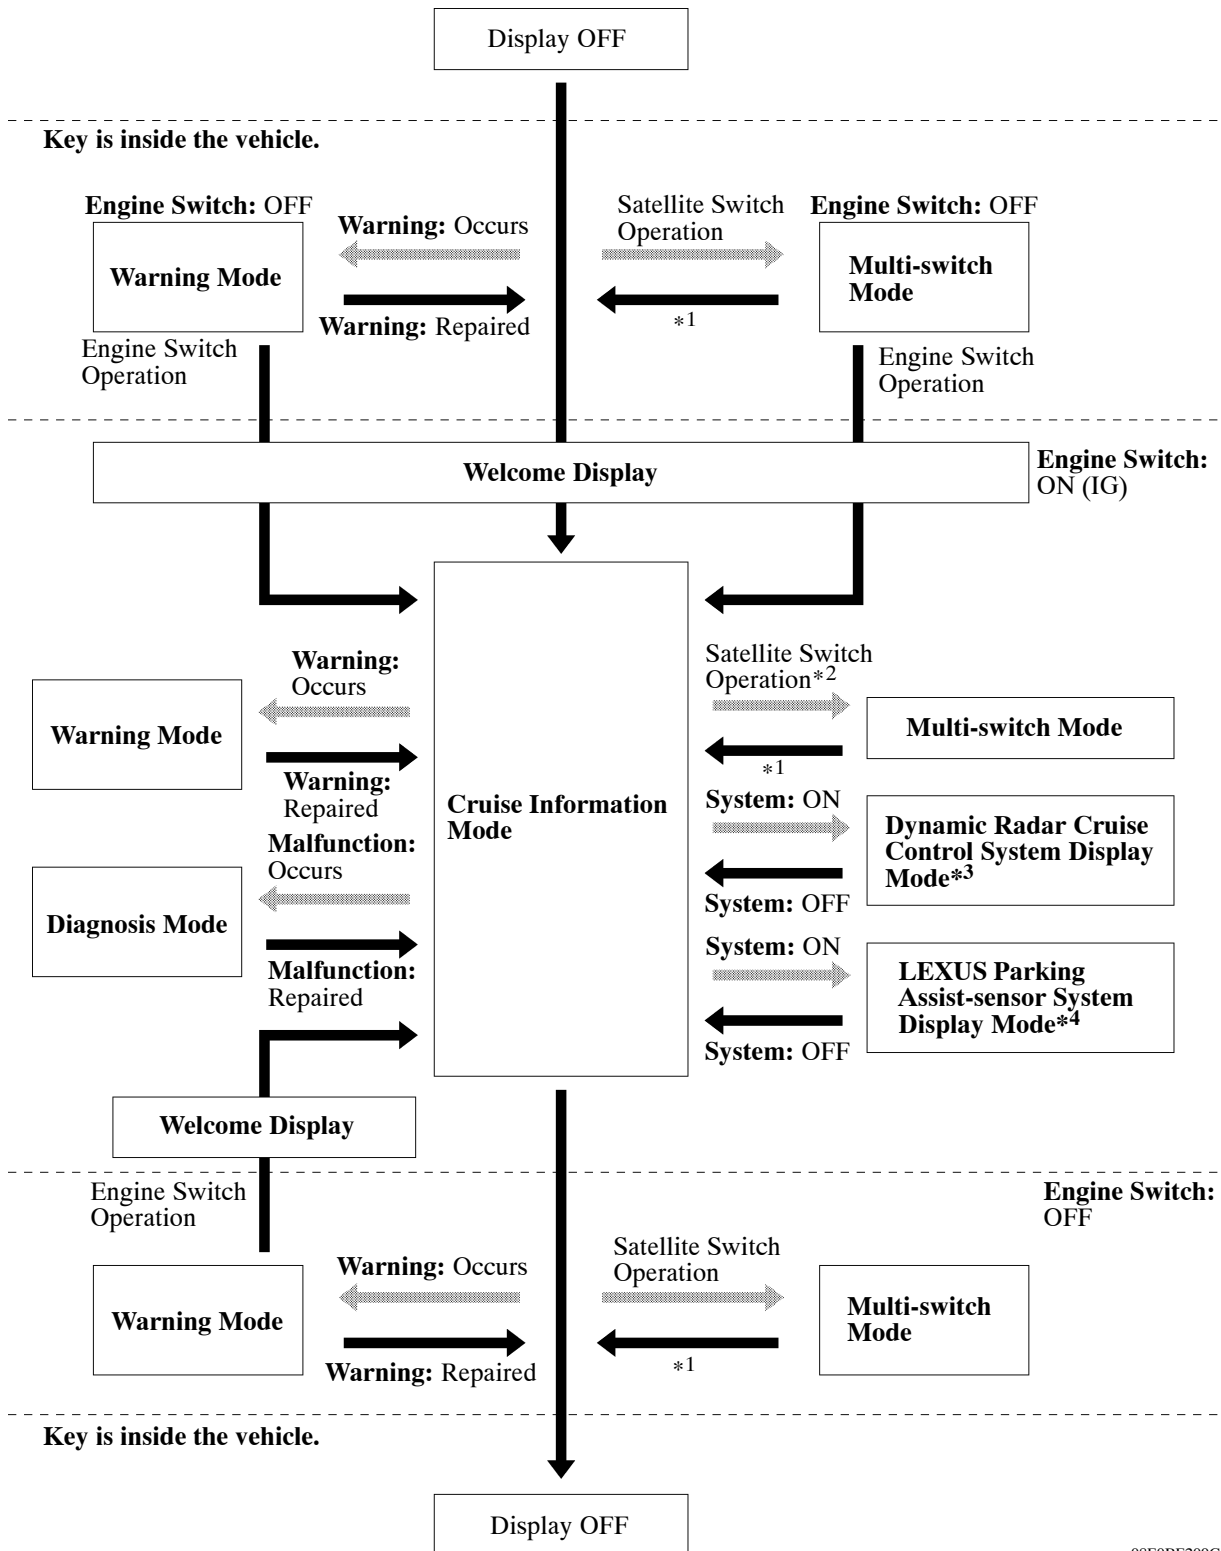 Display OFF
Key is inside the vehicle.
Engine Switch: OFF
Warning: Occurs
Satellite Switch
Operation
Engine Switch: OFF
Warning Mode
Multi-switch
Mode
Warning: Repaired
*1
Engine Switch
Operation
Engine Switch
Operation
Welcome Display
Engine Switch:
ON (IG)
Warning:
Occurs
Satellite Switch
Operation*2
Warning Mode
Multi-switch Mode
*1
Warning:
Repaired
Cruise Information
Mode
System: ON
Dynamic Radar Cruise
Control System Display
Mode*3
System: OFF
Malfunction:
Occurs
Diagnosis Mode
Malfunction:
Repaired
System: ON
LEXUS Parking
Assist-sensor System
Display Mode*4
System: OFF
Welcome Display
Engine Switch
Operation
Engine Switch:
OFF
Warning: Occurs
Satellite Switch
Operation
Warning Mode
Multi-switch
Mode
Warning: Repaired
*1
Key is inside the vehicle.
Display OFF